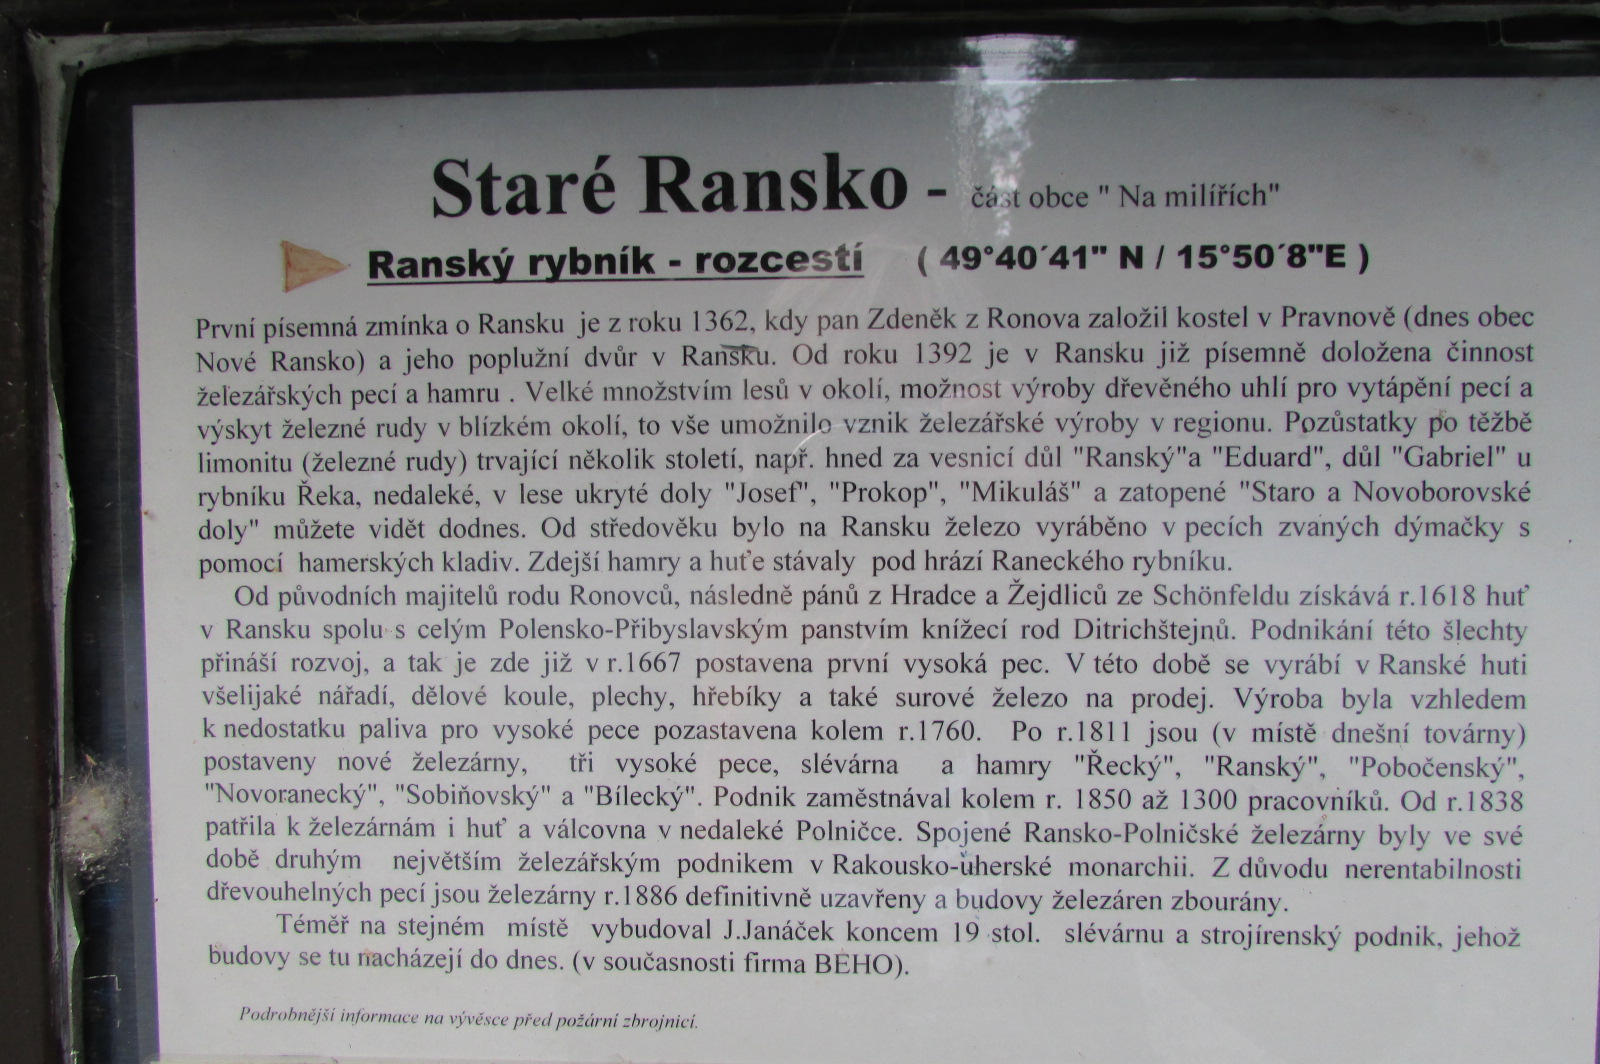 Staré Ransko - část obce " Na milířích"
Ranský rybník - rozcestí ( 49°40´41" N / 15°50´8"E )
První písemná zmínka o Ransku je z roku 1362, kdy pan Zdeněk z Ronova založil kostel v Pravnově (dnes obec
Nové Ransko) a jeho poplužní dvůr v Ransku. Od roku 1392 je v Ransku již písemně doložena činnost
železářských pecí a hamru . Velké množstvím lesů v okolí, možnost výroby dřevěného uhlí pro vytápění pecí a
výskyt železné rudy v blízkém okolí, to vše umožnilo vznik železářské výroby v regionu. Pozůstatky po těžbě
limonitu (železné rudy) trvající několik století, např. hned za vesnicí důl "Ranský"a "Eduard", důl "Gabriel" u
rybníku Řeka, nedaleké, v lese ukryté doly "Josef", "Prokop", "Mikuláš" a zatopené "Staro a Novoborovské
doly" můžete vidět dodnes. Od středověku bylo na Ransku železo vyráběno v pecích zvaných dýmačky s
pomocí hamerských kladiv. Zdejší hamry a huťe stávaly pod hrází Raneckého rybníku.
Od původních majitelů rodu Ronovců, následně pánů z Hradce a Žejdliců ze Schönfeldu získává r.1618 huť
v Ransku spolu s celým Polensko-Přibyslavským panstvím knížecí rod Ditrichštejnů. Podnikání této šlechty
přináší rozvoj, a tak je zde již v r.1667 postavena první vysoká pec. V této době se vyrábí v Ranské huti
všelijaké nářadí, dělové koule, plechy, hřebíky a také surové železo na prodej. Výroba byla vzhledem
k nedostatku paliva pro vysoké pece pozastavena kolem r.1760. Po r.1811 jsou (v místě dnešní továrny)
postaveny nové železárny, tři vysoké pece, slévárna a hamry "Řecký", "Ranský", "Pobočenský",
"Novoranecký", "Sobiňovský" a "Bílecký". Podnik zaměstnával kolem r. 1850 až 1300 pracovníků. Od r.1838
patřila k železárnám i huť a válcovna v nedaleké Polničce. Spojené Ransko-Polničské železárny byly ve své
době druhým největším železářským podnikem v Rakousko-uherské monarchii. Z důvodu nerentabilnosti
dřevouhelných pecí jsou železárny r.1886 definitivně uzavřeny a budovy železáren zbourány.
Téměř na stejném místě vybudoval J.Janáček koncem 19 stol. slévárnu a strojírenský podnik, jehož
budovy se tu nacházejí do dnes. (v současnosti firma BEHO).
Podrobnější informace na vývěsce před požární zbrojnicí.